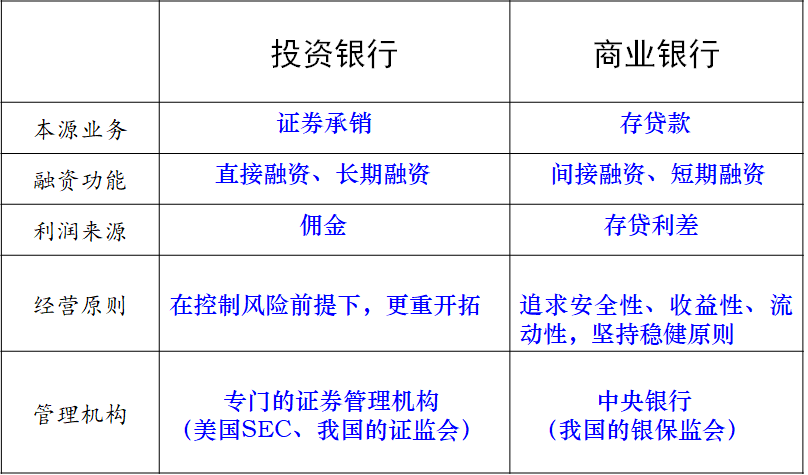 投资银行 商业银行
本源业务 证券承销 存贷款
融资功能 直接融资、长期融资 间接融资、短期融资
利润来源 佣金 存贷利差
经营原则 在控制风险前提下，更重开拓 追求安全性、收益性、流
动性，坚持稳健原则
管理机构 专门的证券管理机构 中央银行
（美国SEC、我国的证监会） （我国的银保监会）